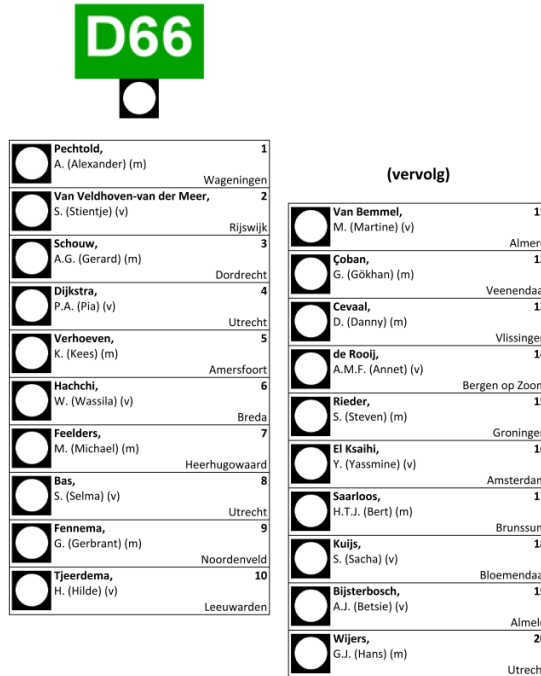 D66
Pechtold, 1
A. (Alexander) (m)
Wageningen
Van Veldhoven-van der Meer, 2
S. (Stientje) (v)
Rijswijk
Schouw, 3
A.G. (Gerard) (m)
Dordrecht
Dijkstra, 4
P.A. (Pia) (v)
Utrecht
Verhoeven, 5
K. (Kees) (m)
Amersfoort
Hachchi, 6
W. (Wassila) (v)
Breda
Feelders, 7
M. (Michael) (m)
Heerhugowaard
Bas, 8
S. (Selma) (v)
Utrecht
Fennema, 9
G. (Gerbrant) (m)
Noordenveld
Tjeerdema, 10
H. (Hilde) (v)
Leeuwarden
(vervolg)
Van Bemmel,
M. (Martine) (v)
Çoban,
G. (Gökhan) (m)
Cevaal,
D. (Danny) (m)
de Rooij,
A.M.F. (Annet) (v)
Bergen op
Rieder,
S. (Steven) (m)
El Ksaihi,
Y. (Yassmine) (v)
Saarloos,
H.T.J. (Bert) (m)
Kuijs,
S. (Sacha) (v)
Bijsterbosch,
A.J. (Betsie) (v)
Wijers,
G.J. (Hans) (m)